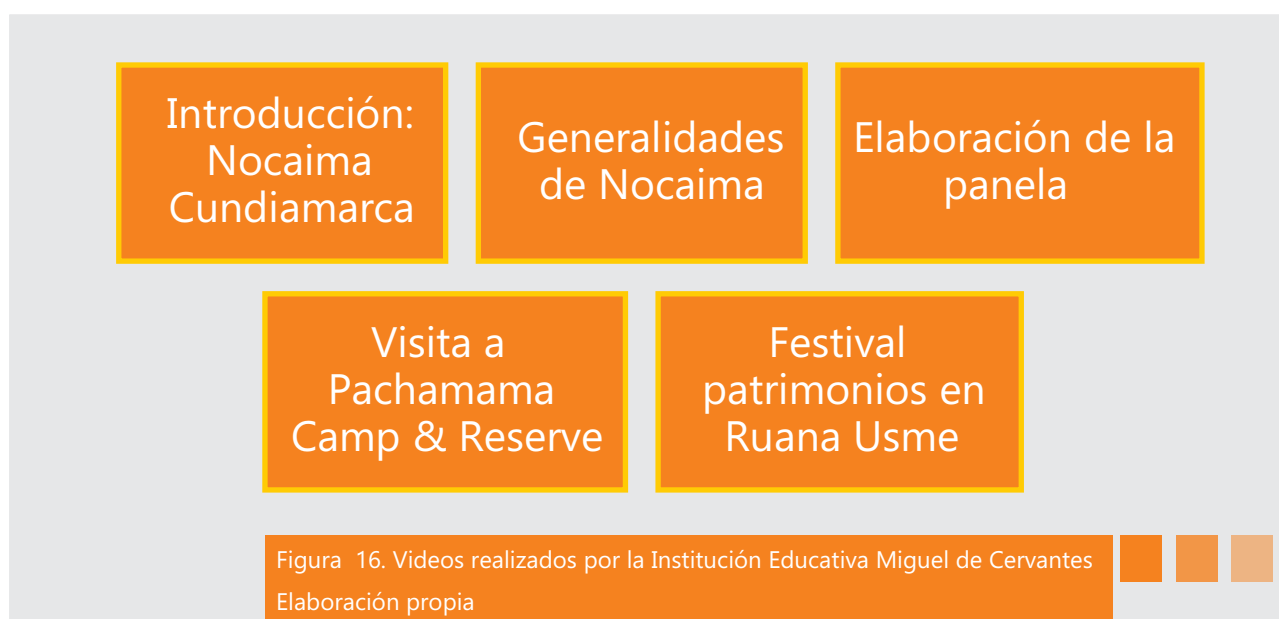 Introducción:
Nocaima
Cundiamarca
Generalidades
de Nocaima
Elaboración de la
panela
Visita a
Pachamama
Camp & Reserve
Festival
patrimonios en
Ruana Usme
Figura 16. Videos realizados por la Institución Educativa Miguel de Cervantes
Elaboración propia